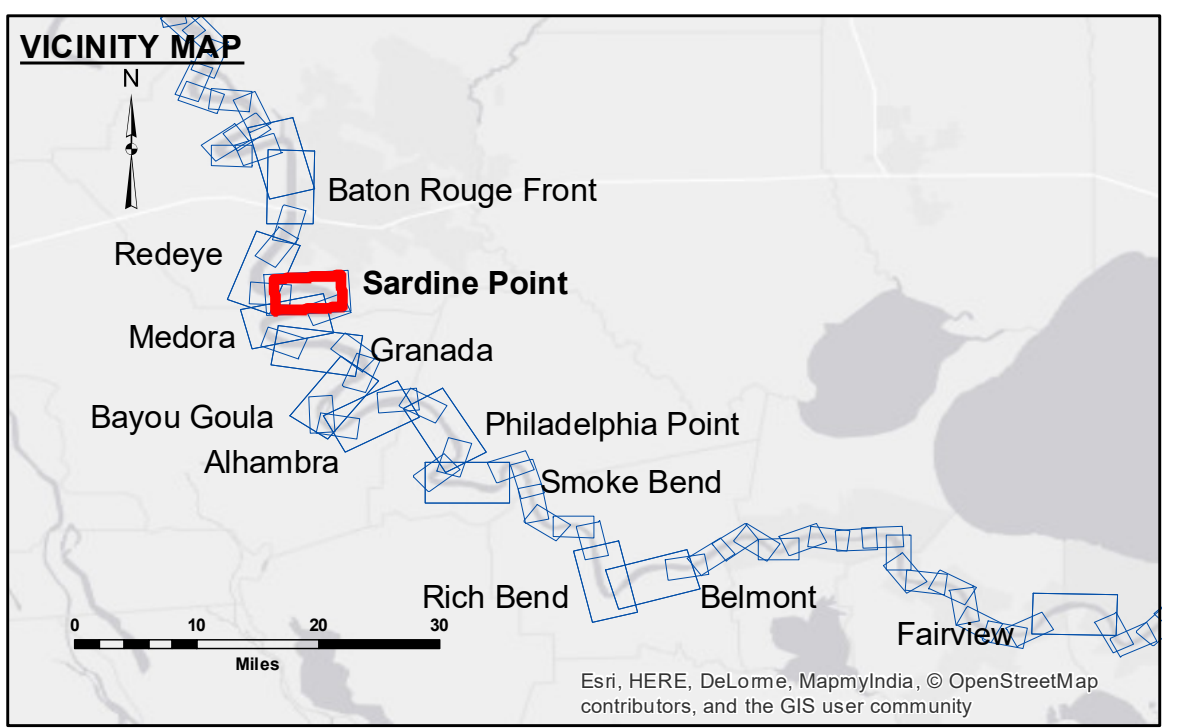 VICINITY MAP
N
Baton Rouge Front
Redeye
Sardine Point
Medora
Granada
Bayou Goula
Philadelphia Point
Alhambra
Smoke Bend
Rich Bend
Belmont
Fairview
0 10 20 30
Miles
Esri, HERE, DeLorme, MapmyIndia, © OpenStreetMap
contributors, and the GIS user community